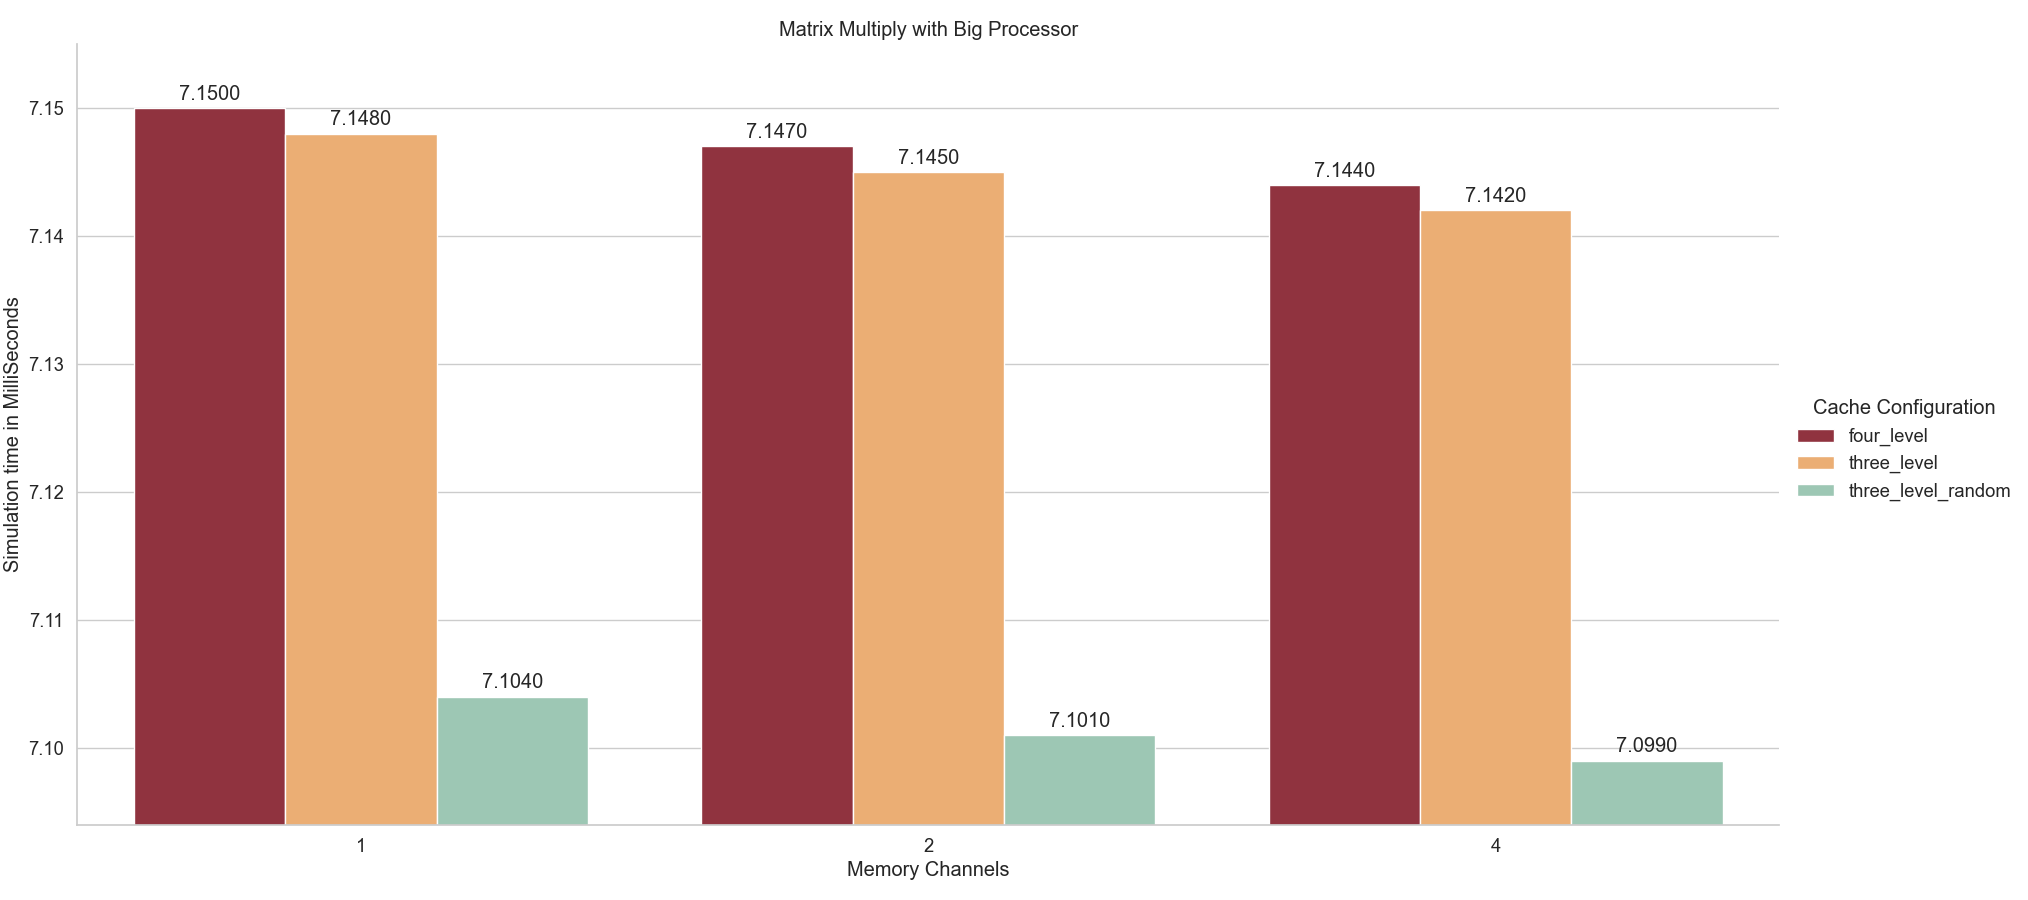 Matrix Multiply with Big Processor
7.1500
7.1480
7.1040
7.1470
7.1450
7.1010
7.1440
7.1420
7.0990
7.15
7.14
7.13
7.12
7.11
7.10
Simulation time in MilliSeconds
1
2
4
Memory Channels
Cache Configuration
four_level
three_level
three_level_random